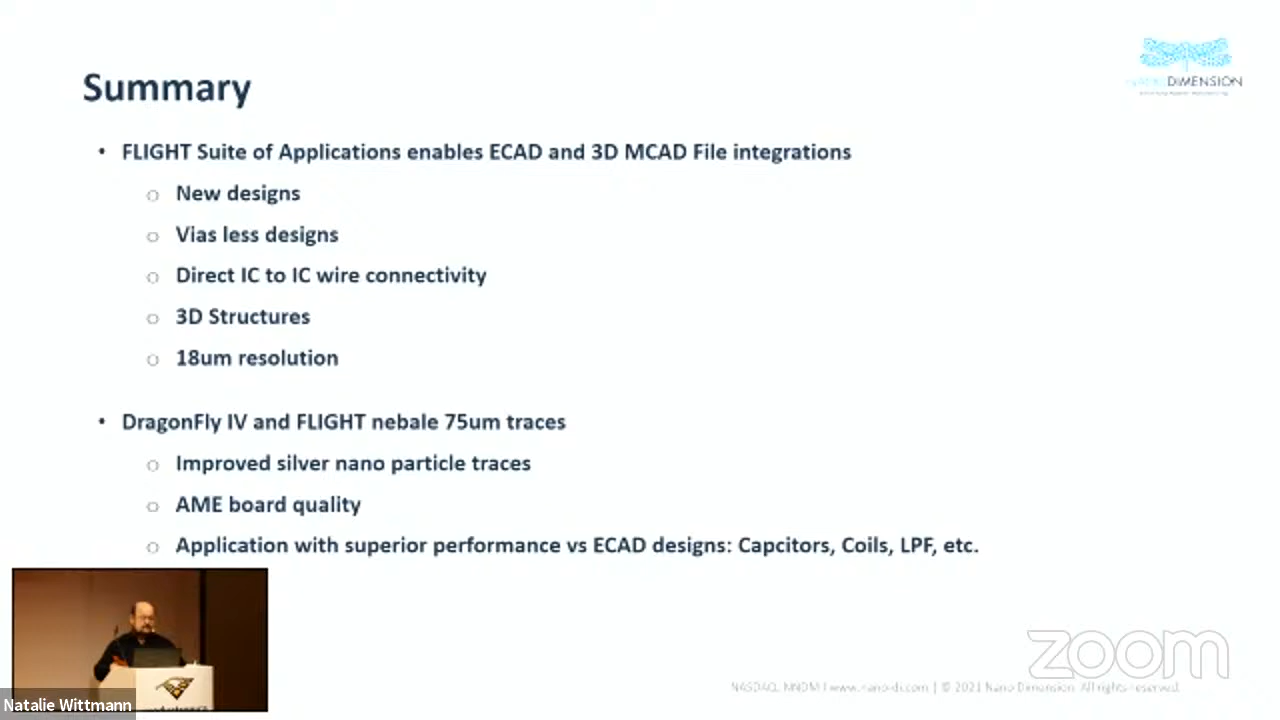 Summary
NANO DIMENSION
• FLIGHT Suite of Applications enables ECAD and 3D MCAD File integrations
o New designs
o Vias less designs
o Direct IC to IC wire connectivity
o 3D Structures
o 18um resolution
• DragonFly IV and FLIGHT nebale 75um traces
o Improved silver nano particle traces
o AME board quality
o Application with superior performance vs ECAD designs: Capcitors, Coils, LPF, etc.
zoom
NASDAQ: NNDM | www.nano-di.com | © 2021 Nano Dimension. All rights reserved.
Natalie Wittmann